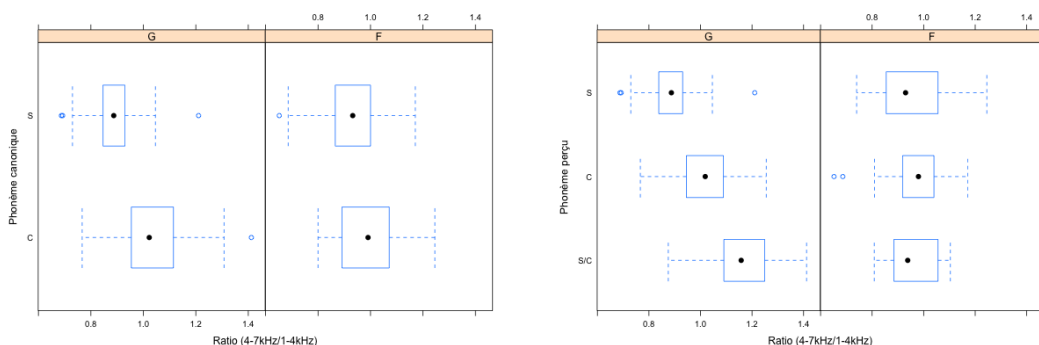 0.8 1.0 1.2 1.4
G F
S
C
Phonème canonique
0.8 1.0 1.2 1.4
Ratio (4-7kHz/1-4kHz)
0.8 1.0 1.2 1.4
G F
S
C
S/C
Phonème perçu
0.8 1.0 1.2 1.4
Ratio (4-7kHz/1-4kHz)